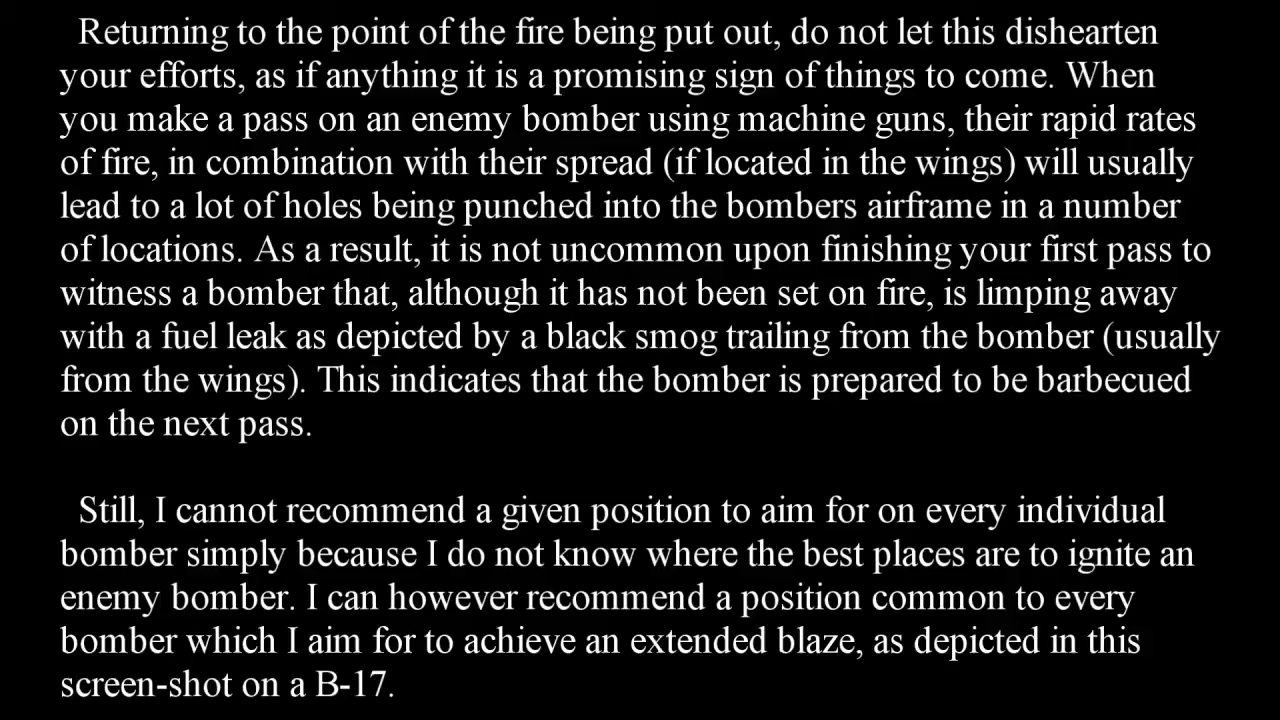 Returning to the point of the fire being put out, do not let this dishearten
your efforts, as if anything it is a promising sign of things to come. When
you make a pass on an enemy bomber using machine guns, their rapid rates
of fire, in combination with their spread (if located in the wings) will usually
lead to a lot of holes being punched into the bombers airframe in a number
of locations. As a result, it is not uncommon upon finishing your first pass to
witness a bomber that, although it has not been set on fire, is limping away
with a fuel leak as depicted by a black smog trailing from the bomber (usually
from the wings). This indicates that the bomber is prepared to be barbecued
on the next pass.
Still, I cannot recommend a given position to aim for on every individual
bomber simply because I do not know where the best places are to ignite an
enemy bomber. I can however recommend a position common to every
bomber which I aim for to achieve an extended blaze, as depicted in this
screen-shot on a B-17.